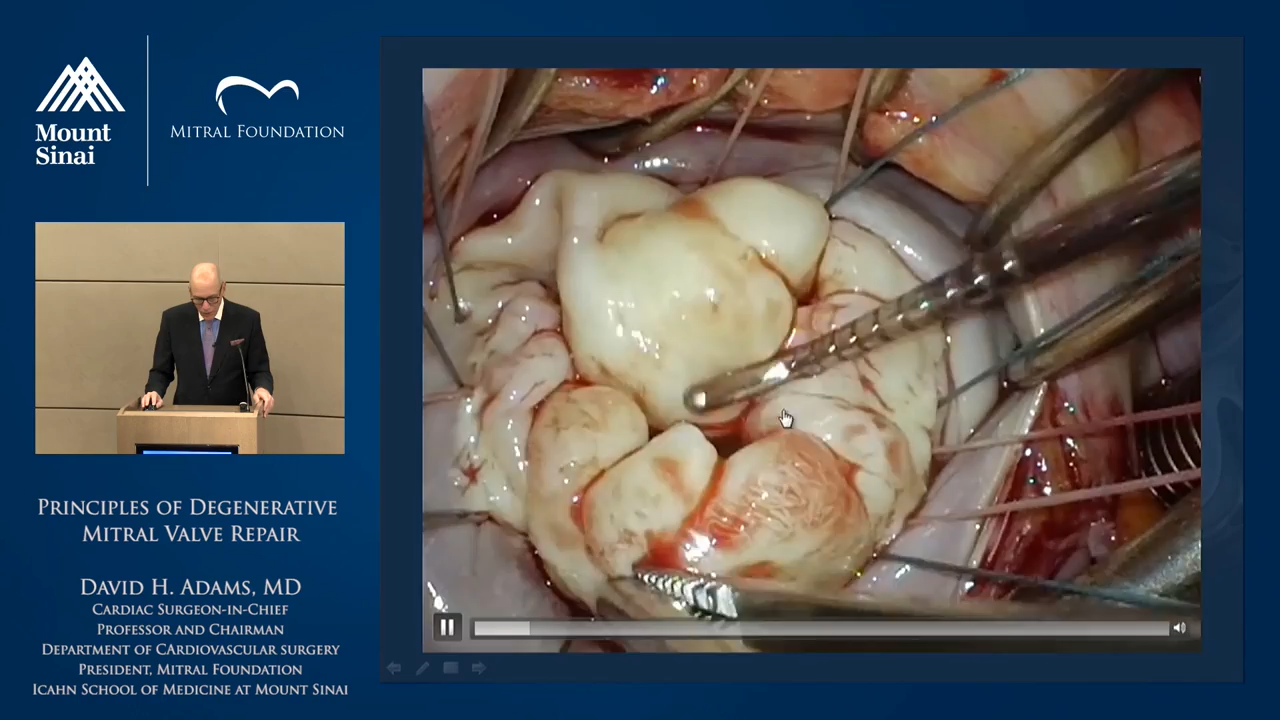 Mount
Sinai
MITRAL FOUNDATION
PRINCIPLES OF DEGENERATIVE
MITRAL VALVE REPAIR
DAVID H. ADAMS, MD
CARDIAC SURGEON-IN-CHIEF
PROFESSOR AND CHAIRMAN
DEPARTMENT OF CARDIOVASCULAR SURGERY
PRESIDENT, MITRAL FOUNDATION
ICAHN SCHOOL OF MEDICINE AT MOUNT SINAI